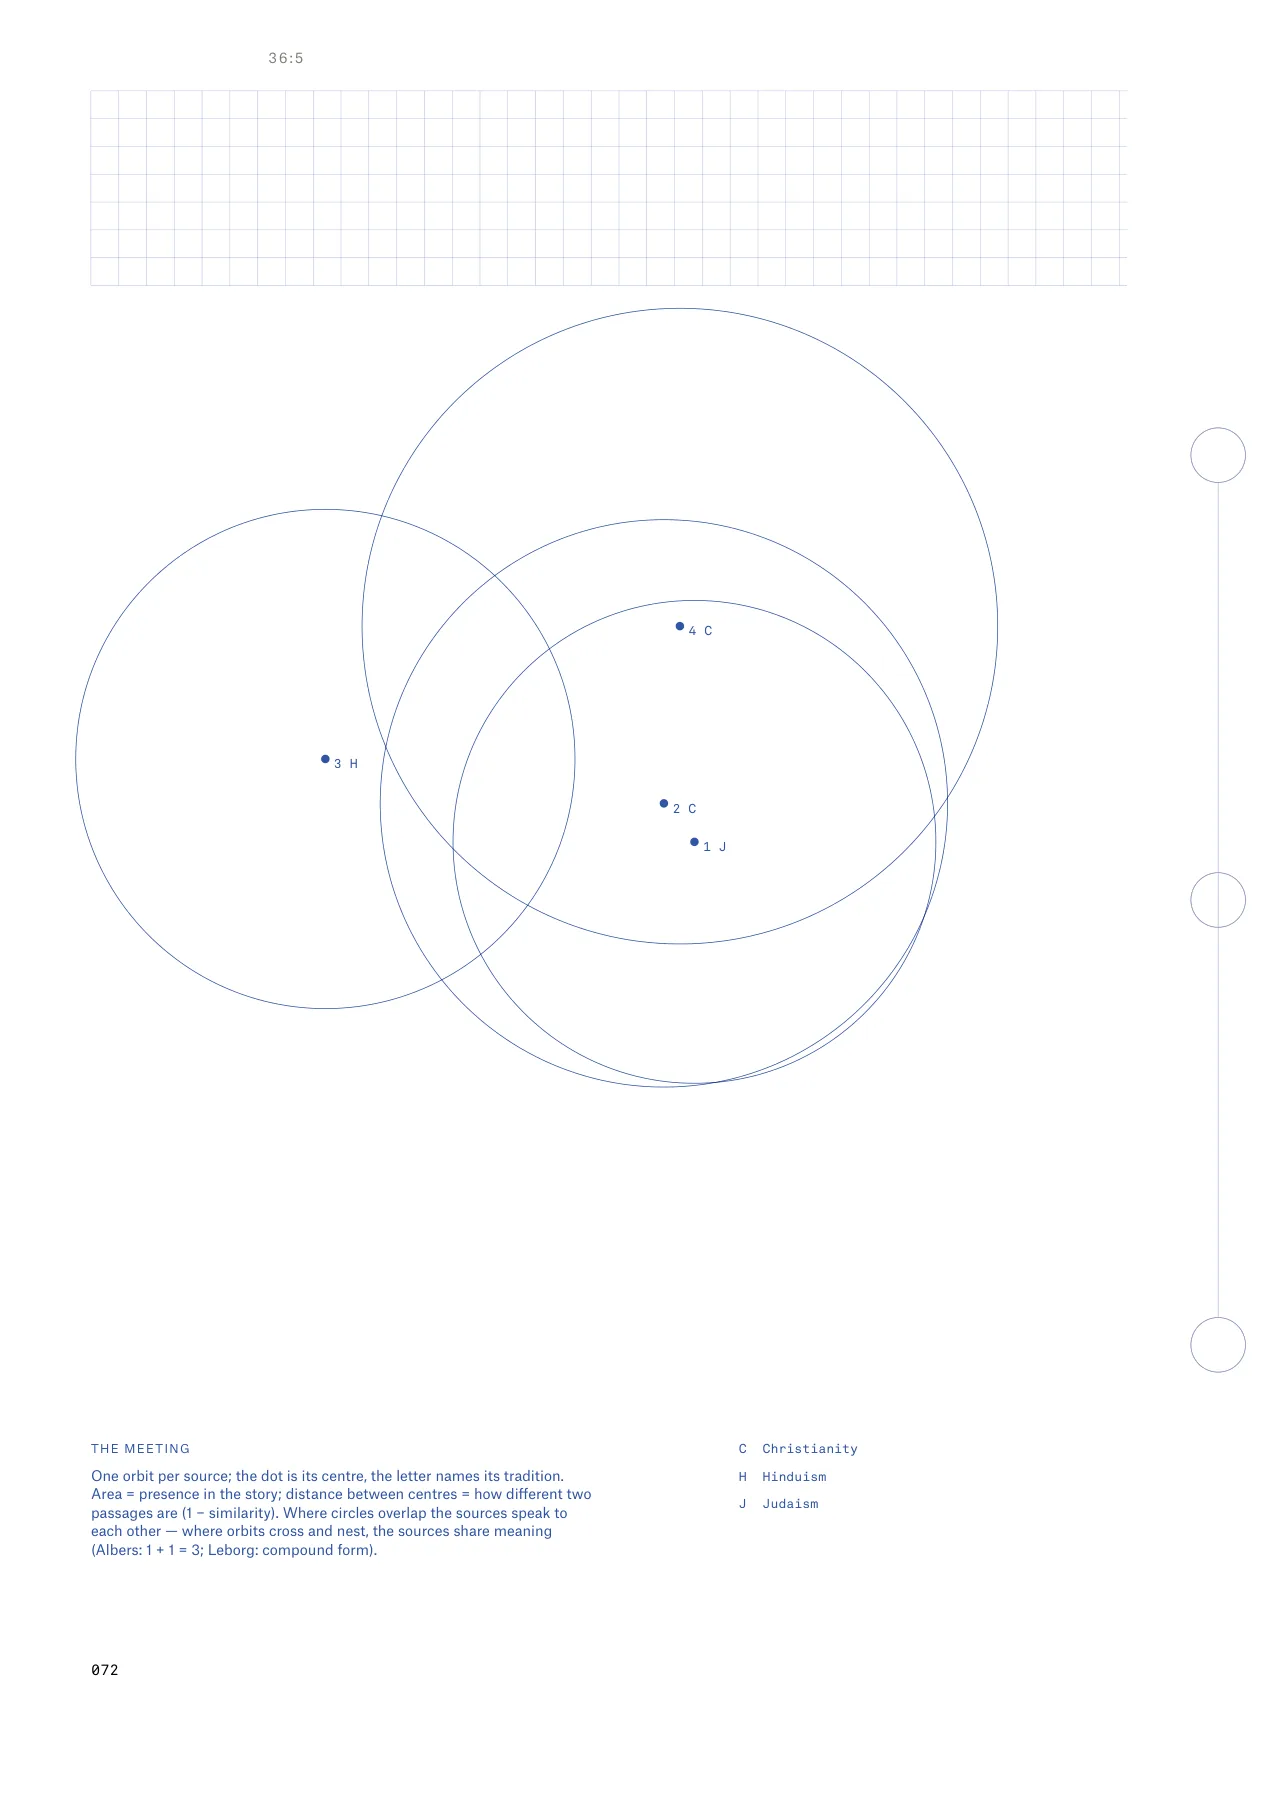 36:5
4 C
3 H
2 C
1 J
THE MEETING
One orbit per source; the dot is its centre, the letter names its tradition.
Area = presence in the story; distance between centres = how different two
passages are (1 − similarity). Where circles overlap the sources speak to
each other — where orbits cross and nest, the sources share meaning
(Albers: 1 + 1 = 3; Leborg: compound form).
C Christianity
H Hinduism
J Judaism
072